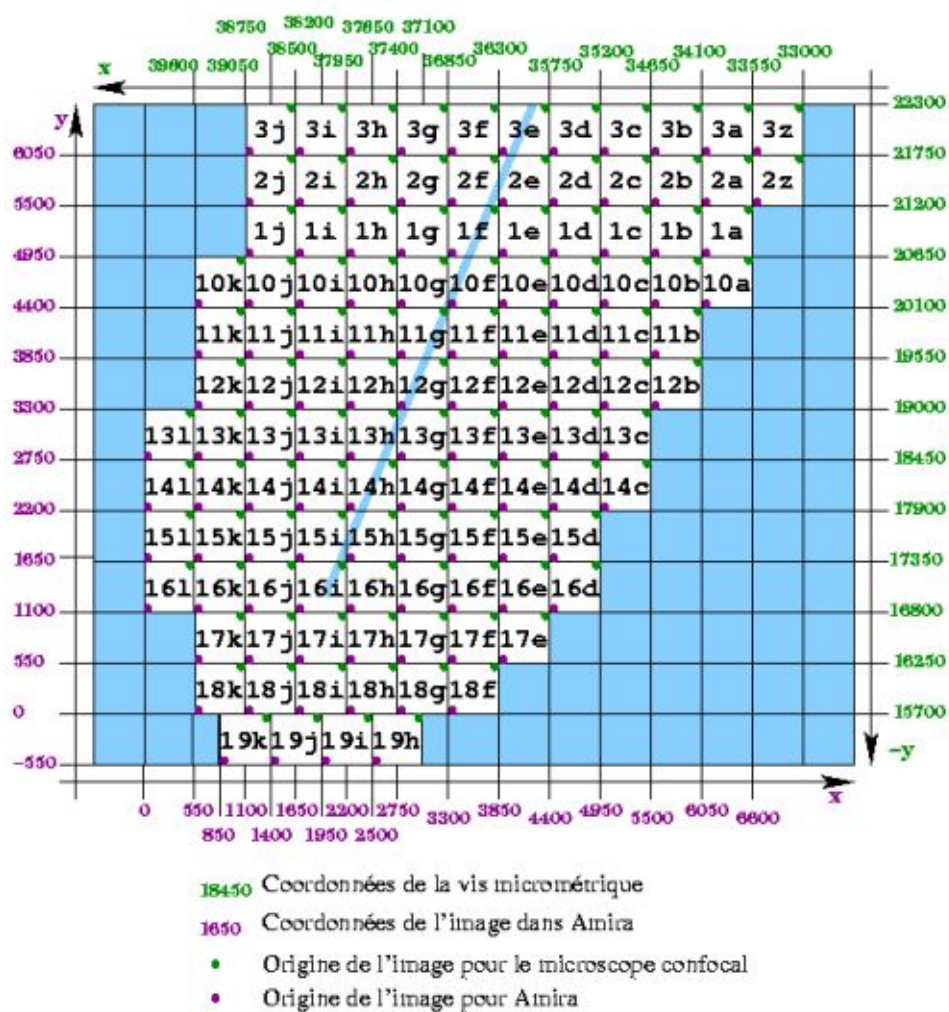 38750 38200 37650 37100
39600 39050 38500 37950 37400 36850 36300 35750 35200 34650 34100 33550 33000
x
y
22300
3j 3i 3h 3g 3f 3e 3d 3c 3b 3a 3z
6050 21750
2j 2i 2h 2g 2f 2e 2d 2c 2b 2a 2z
5500 21200
1j 1i 1h 1g 1f 1e 1d 1c 1b 1a
4950 20650
10k 10j 10i 10h 10g 10f 10e 10d 10c 10b 10a
4400 20100
11k 11j 11i 11h 11g 11f 11e 11d 11c 11b
3850 19550
12k 12j 12i 12h 12g 12f 12e 12d 12c 12b
3300 19000
13l 13k 13j 13i 13h 13g 13f 13e 13d 13c
2750 18450
14l 14k 14j 14i 14h 14g 14f 14e 14d 14c
2200 17900
15l 15k 15j 15i 15h 15g 15f 15e 15d
1650 17350
16l 16k 16j 16i 16h 16g 16f 16e 16d
1100 16800
17k 17j 17i 17h 17g 17f 17e
550 16250
18k 18j 18i 18h 18g 18f
0 15700
19k 19j 19i 19h
-y
-550
x
0 550 1100 1650 2200 2750 3300 3850 4400 4950 5500 6050 6600
850 1400 1950 2500
18450 Coordonnées de la vis micrométrique
1650 Coordonnées de l'image dans Amira
Origine de l'image pour le microscope confocal
Origine de l'image pour Amira